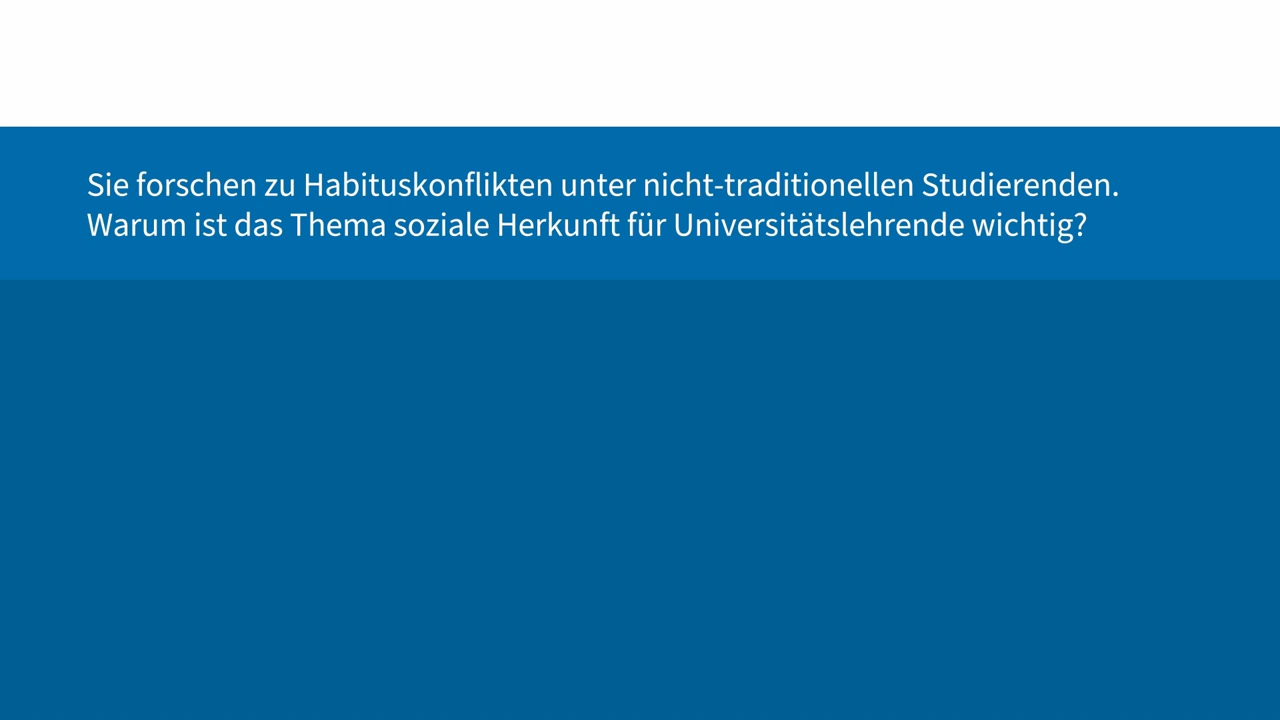 Sie forschen zu Habituskonflikten unter nicht-traditionellen Studierenden.
Warum ist das Thema soziale Herkunft für Universitätslehrende wichtig?